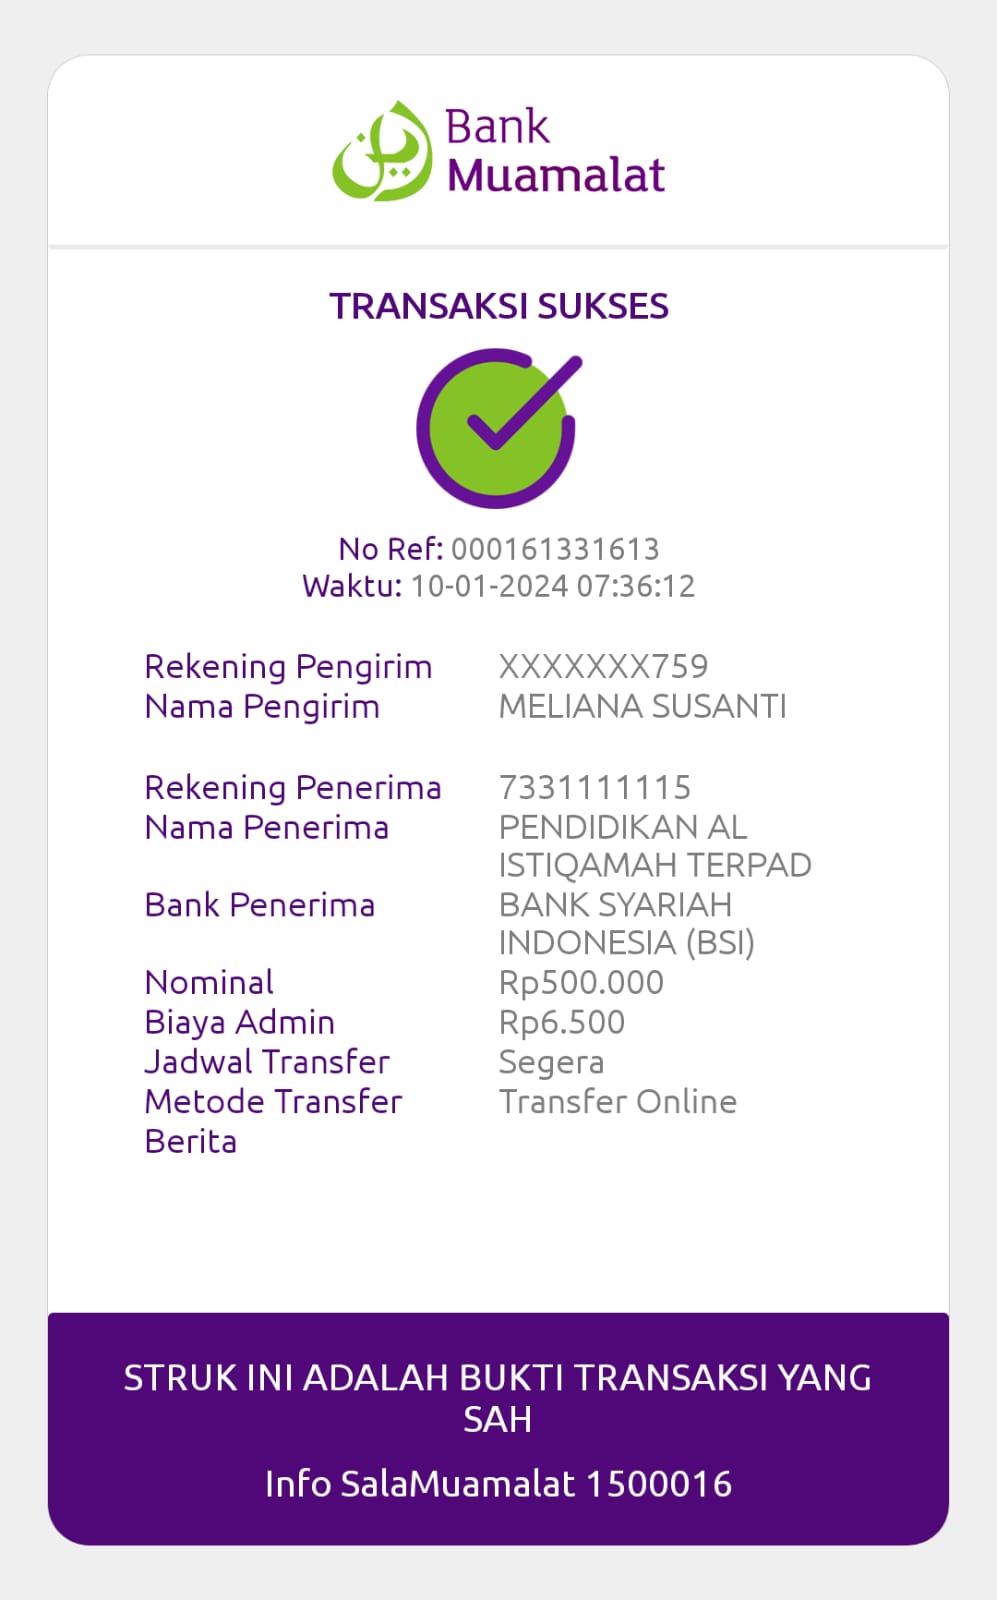 Bank
Muamalat
TRANSAKSI SUKSES
No Ref: 000161331613
Waktu: 10-01-2024 07:36:12
Rekening Pengirim XXXXXXX759
Nama Pengirim MELIANA SUSANTI
Rekening Penerima 7331111115
Nama Penerima PENDIDIKAN AL
ISTIQAMAH TERPAD
Bank Penerima BANK SYARIAH
INDONESIA (BSI)
Nominal Rp500.000
Biaya Admin Rp6.500
Jadwal Transfer Segera
Metode Transfer Transfer Online
Berita
STRUK INI ADALAH BUKTI TRANSAKSI YANG
SAH
Info SalaMuamalat 1500016